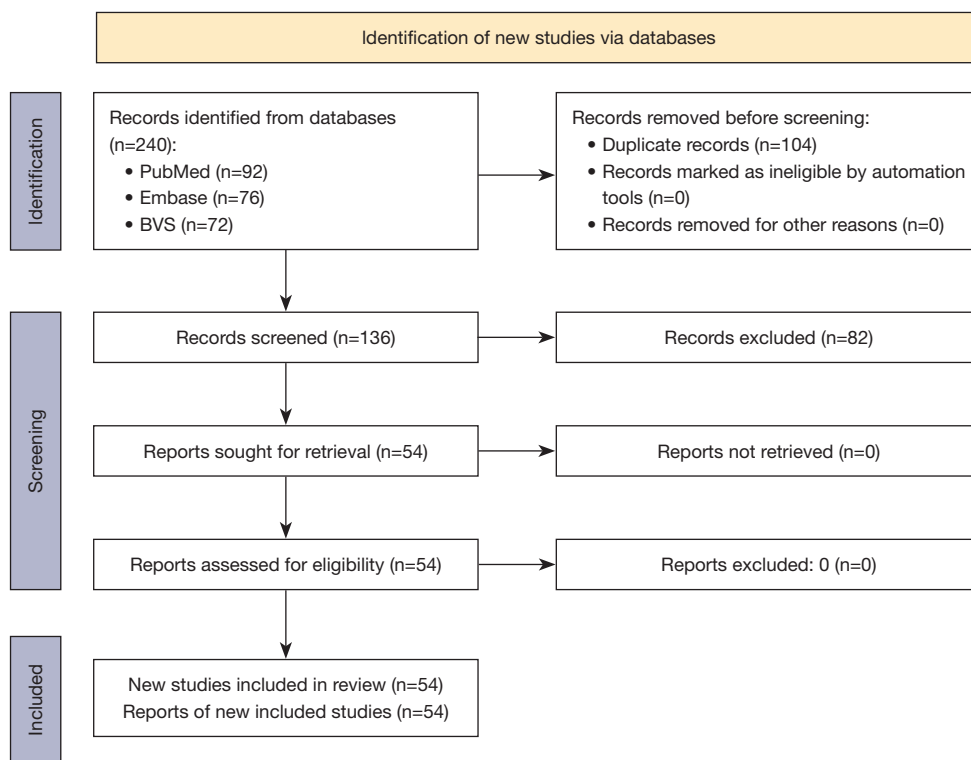 Identification of new studies via databases
Identification
Records identified from databases
(n=240):
• PubMed (n=92)
• Embase (n=76)
• BVS (n=72)
Records removed before screening:
• Duplicate records (n=104)
• Records marked as ineligible by automation
tools (n=0)
• Records removed for other reasons (n=0)
Screening
Records screened (n=136)
Records excluded (n=82)
Reports sought for retrieval (n=54)
Reports not retrieved (n=0)
Reports assessed for eligibility (n=54)
Reports excluded: 0 (n=0)
Included
New studies included in review (n=54)
Reports of new included studies (n=54)